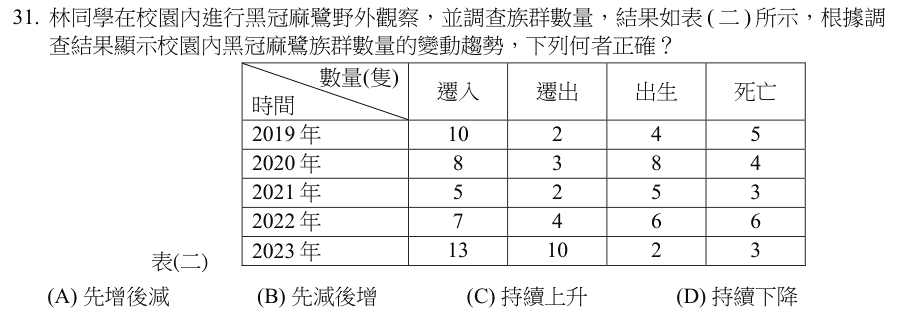 31. 林同學在校園內進行黑冠麻鷺野外觀察，並調查族群數量，結果如表(二)所示，根據調
查結果顯示校園內黑冠麻鷺族群數量的變動趨勢，下列何者正確？
數量(隻) 時間 遷入 遷出 出生 死亡
2019 年 10 2 4 5
2020 年 8 3 8 4
2021 年 5 2 5 3
2022 年 7 4 6 6
2023 年 13 10 2 3
表(二)
(A) 先增後減 (B) 先減後增 (C) 持續上升 (D) 持續下降